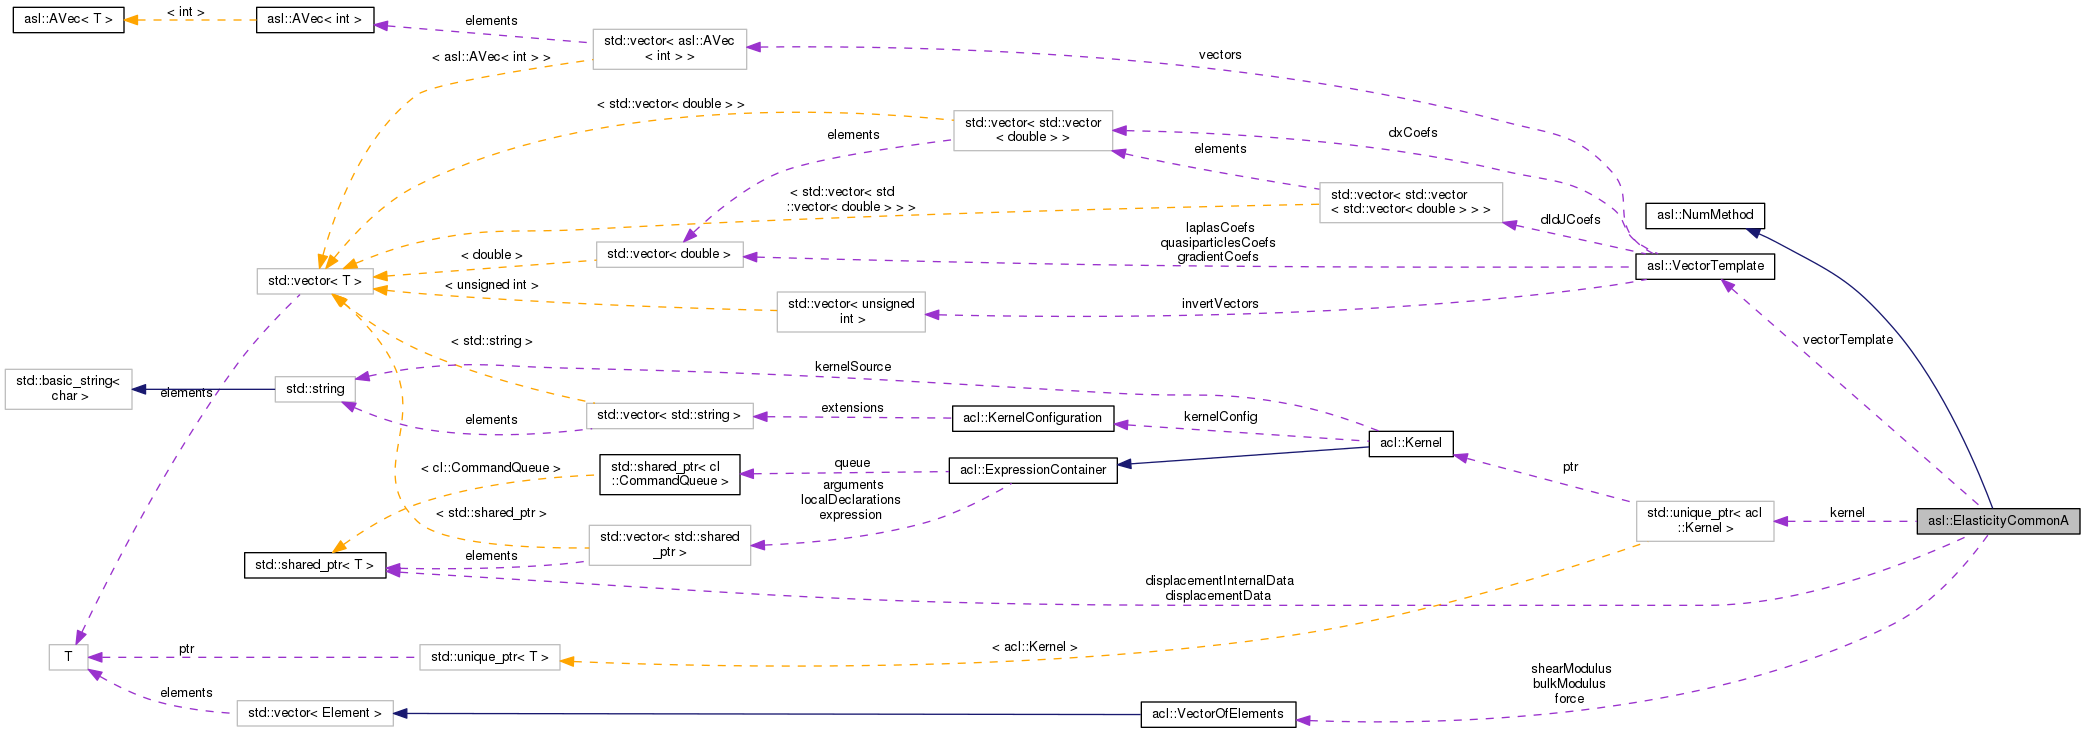 asl::AVec< T >
< int >
asl::AVec< int >
elements
std::vector< asl::AVec
< int > >
< asl::AVec< int > >
vectors
< std::vector< double > >
std::vector< std::vector
< double > >
dxCoefs
elements
elements
< std::vector< std
::vector< double > > >
std::vector< std::vector
< std::vector< double > > >
asl::NumMethod
dIdJCoefs
laplasCoefs
quasiparticlesCoefs
gradientCoefs
< double >
std::vector< double >
asl::VectorTemplate
std::vector< T >
< unsigned int >
std::vector< unsigned
int >
invertVectors
< std::string >
vectorTemplate
kernelSource
std::basic_string<
char >
elements
std::string
std::vector< std::string >
extensions
acl::KernelConfiguration
kernelConfig
elements
acl::Kernel
< cl::CommandQueue >
std::shared_ptr< cl
::CommandQueue >
queue
acl::ExpressionContainer
ptr
arguments
localDeclarations
expression
< std::shared_ptr >
std::unique_ptr< acl
::Kernel >
kernel
asl::ElasticityCommonA
std::vector< std::shared
_ptr >
elements
std::shared_ptr< T >
displacementInternalData
displacementData
T
ptr
std::unique_ptr< T >
< acl::Kernel >
shearModulus
bulkModulus
force
elements
std::vector< Element >
acl::VectorOfElements